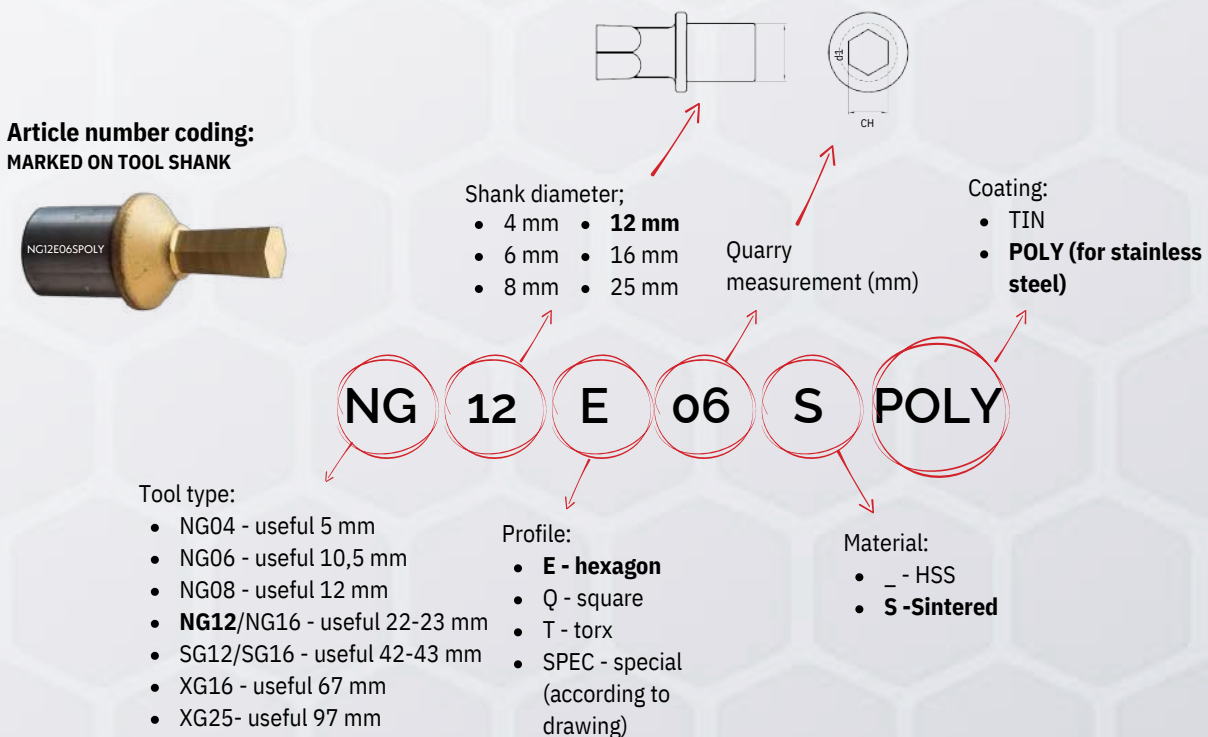 Article number coding:
MARKED ON TOOL SHANK
NG12E06SPOLY
d1
CH
Shank diameter;
• 4 mm • 12 mm
• 6 mm • 16 mm
• 8 mm • 25 mm
Quarry
measurement (mm)
Coating:
• TIN
• POLY (for stainless
steel)
NG 12 E 06 S POLY
Tool type:
• NG04 - useful 5 mm
• NG06 - useful 10,5 mm
• NG08 - useful 12 mm
• NG12/NG16 - useful 22-23 mm
• SG12/SG16 - useful 42-43 mm
• XG16 - useful 67 mm
• XG25- useful 97 mm
Profile:
• E - hexagon
• Q - square
• T - torx
• SPEC - special
(according to
drawing)
Material:
• _ - HSS
• S -Sintered